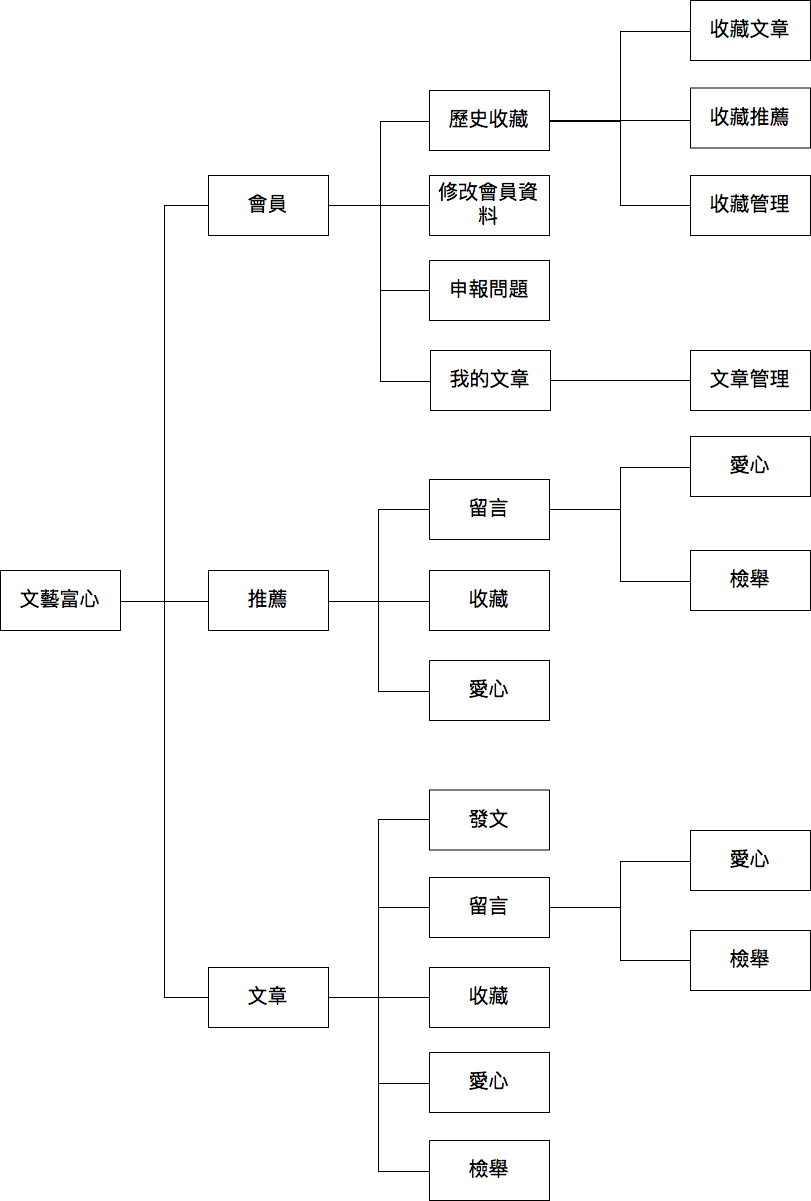 收藏文章
歷史收藏
收藏推薦
會員
修改會員資
料
收藏管理
申報問題
我的文章
文章管理
愛心
留言
檢舉
文藝富心
推薦
收藏
愛心
發文
愛心
留言
檢舉
文章
收藏
愛心
檢舉